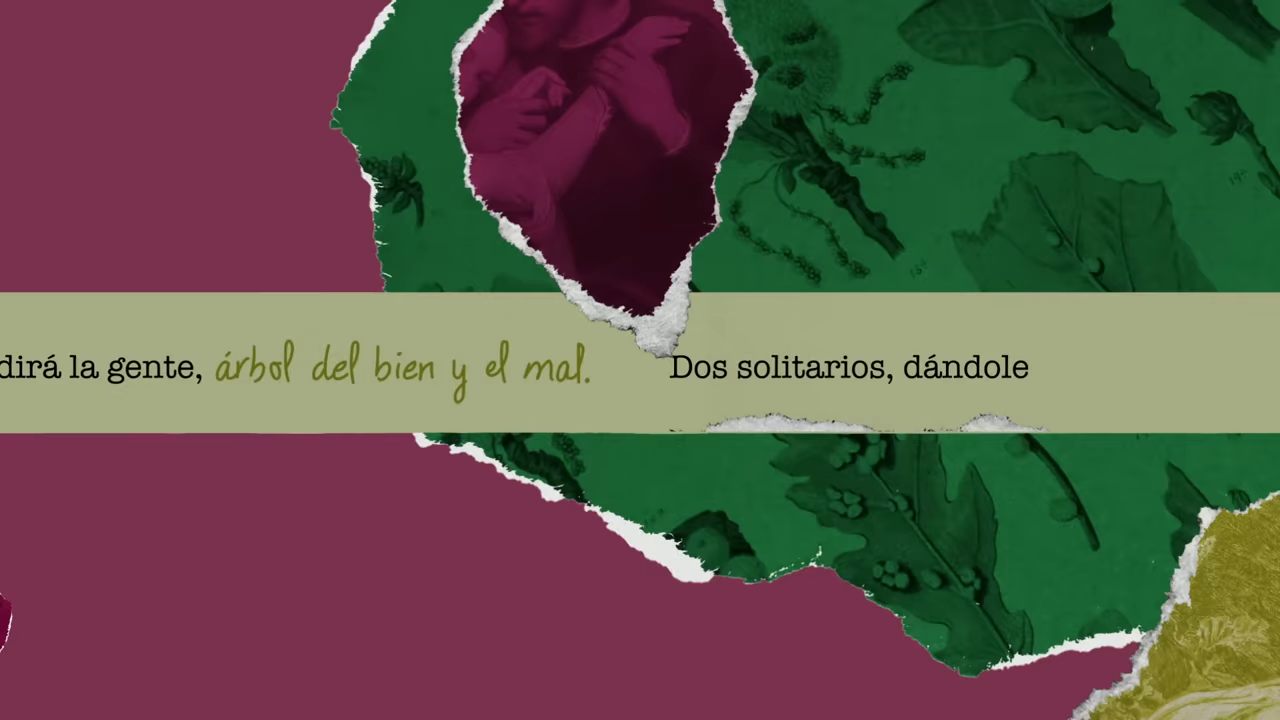 dirá la gente, árbol del bien y el mal. Dos solitarios, dándole